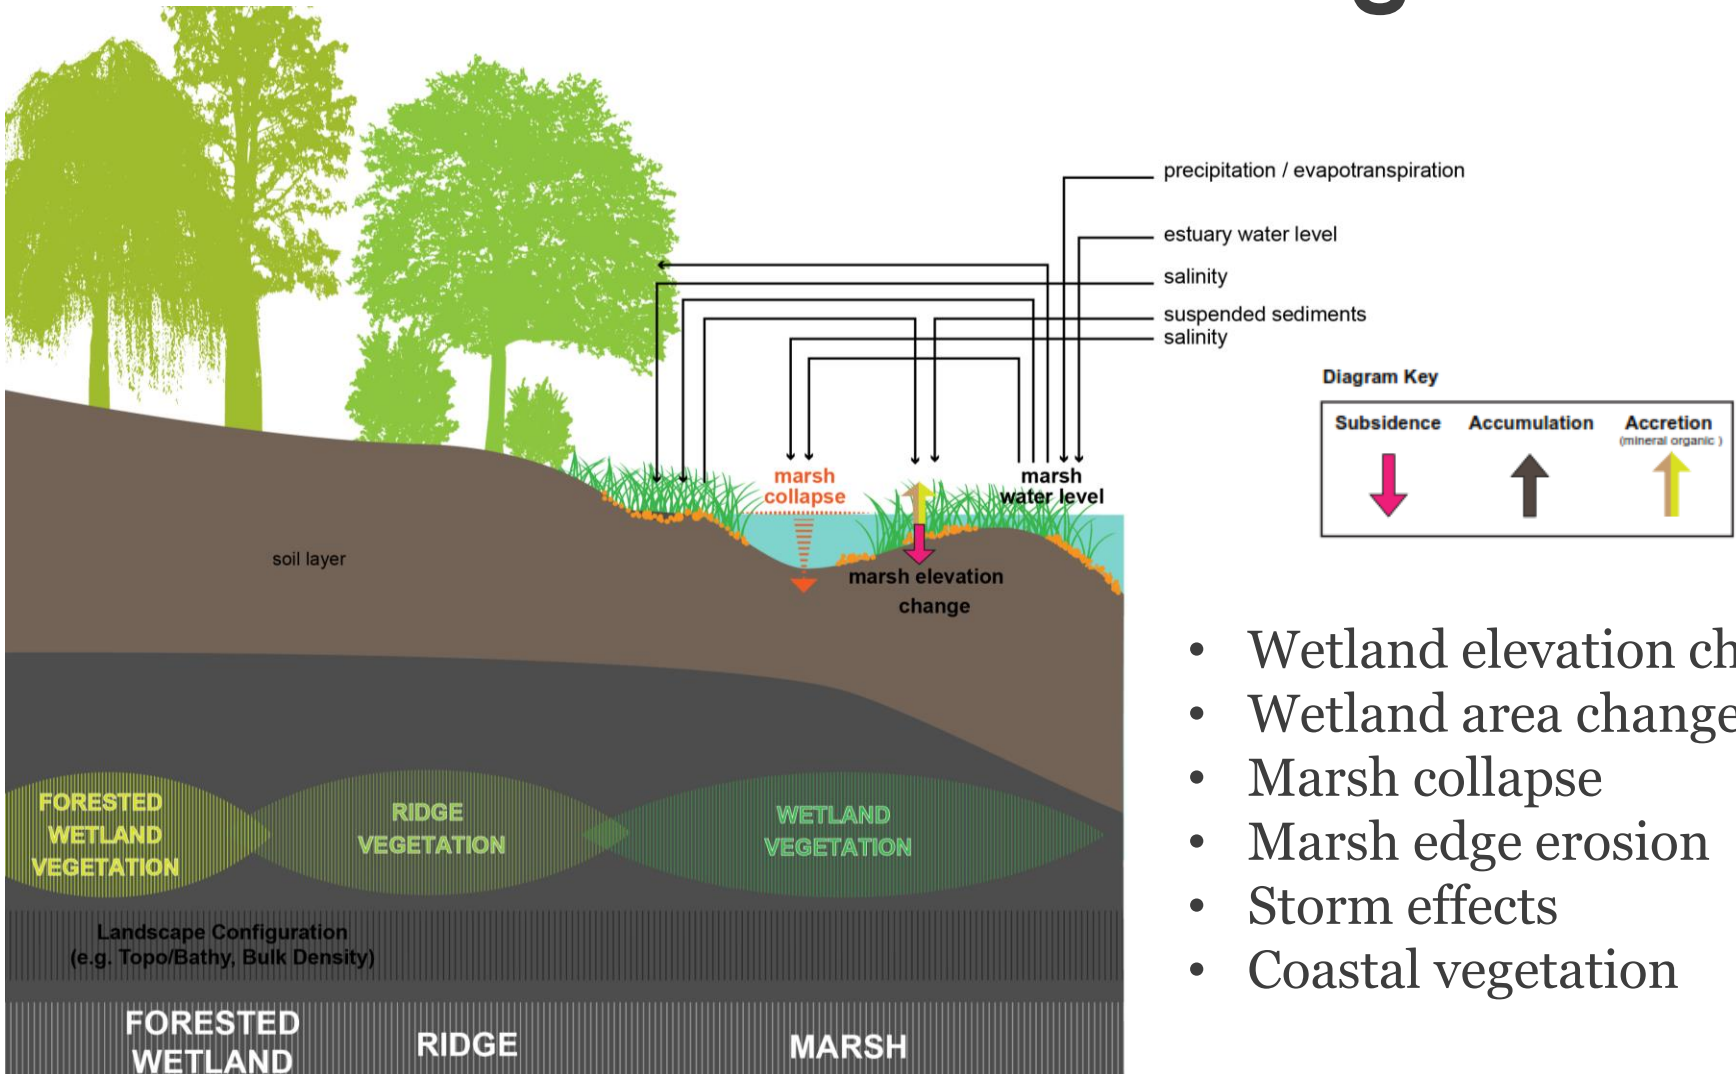 precipitation / evapotranspiration
estuary water level
salinity
suspended sediments
salinity
Diagram Key
Subsidence Accumulation Accretion
(mineral organic )
marsh
collapse
marsh
water level
soil layer
marsh elevation
change
• Wetland elevation ch
• Wetland area change
• Marsh collapse
• Marsh edge erosion
• Storm effects
• Coastal vegetation
FORESTED
WETLAND
VEGETATION
RIDGE
VEGETATION
WETLAND
VEGETATION
Landscape Configuration
(e.g. Topo/Bathy, Bulk Density)
FORESTED
WETLAND
RIDGE
MARSH